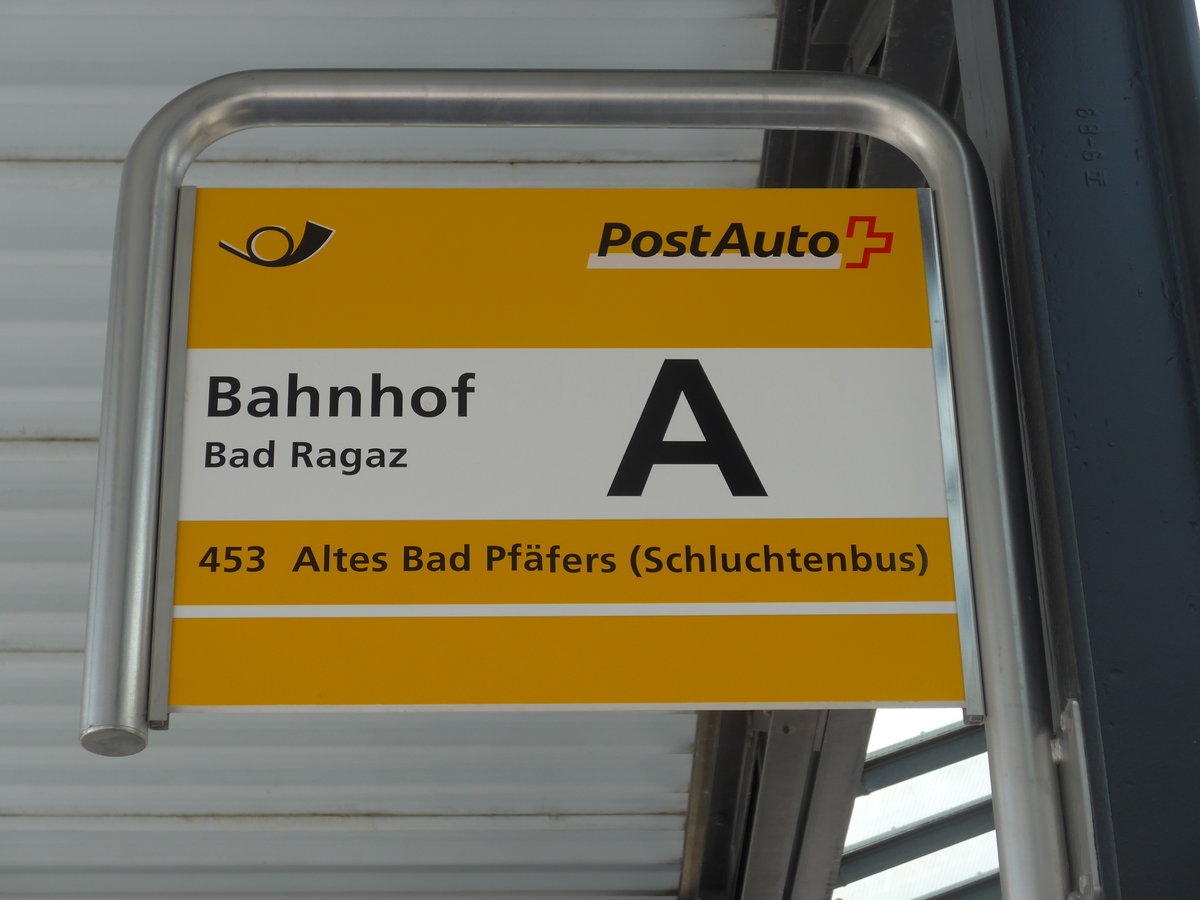 PostAuto
Bahnhof
Bad Ragaz
A
453 Altes Bad Pfäfers (Schluchtenbus)